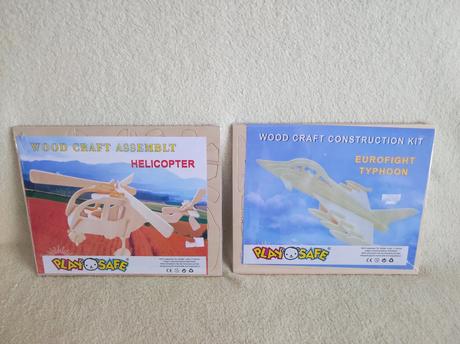 WOOD CRAFT ASSEMBLT
HELICOPTER
PLAY SAFE
WOOD CRAFT CONSTRUCTION KIT
EUROFIGHT
TYPHOON
PLAY SAFE